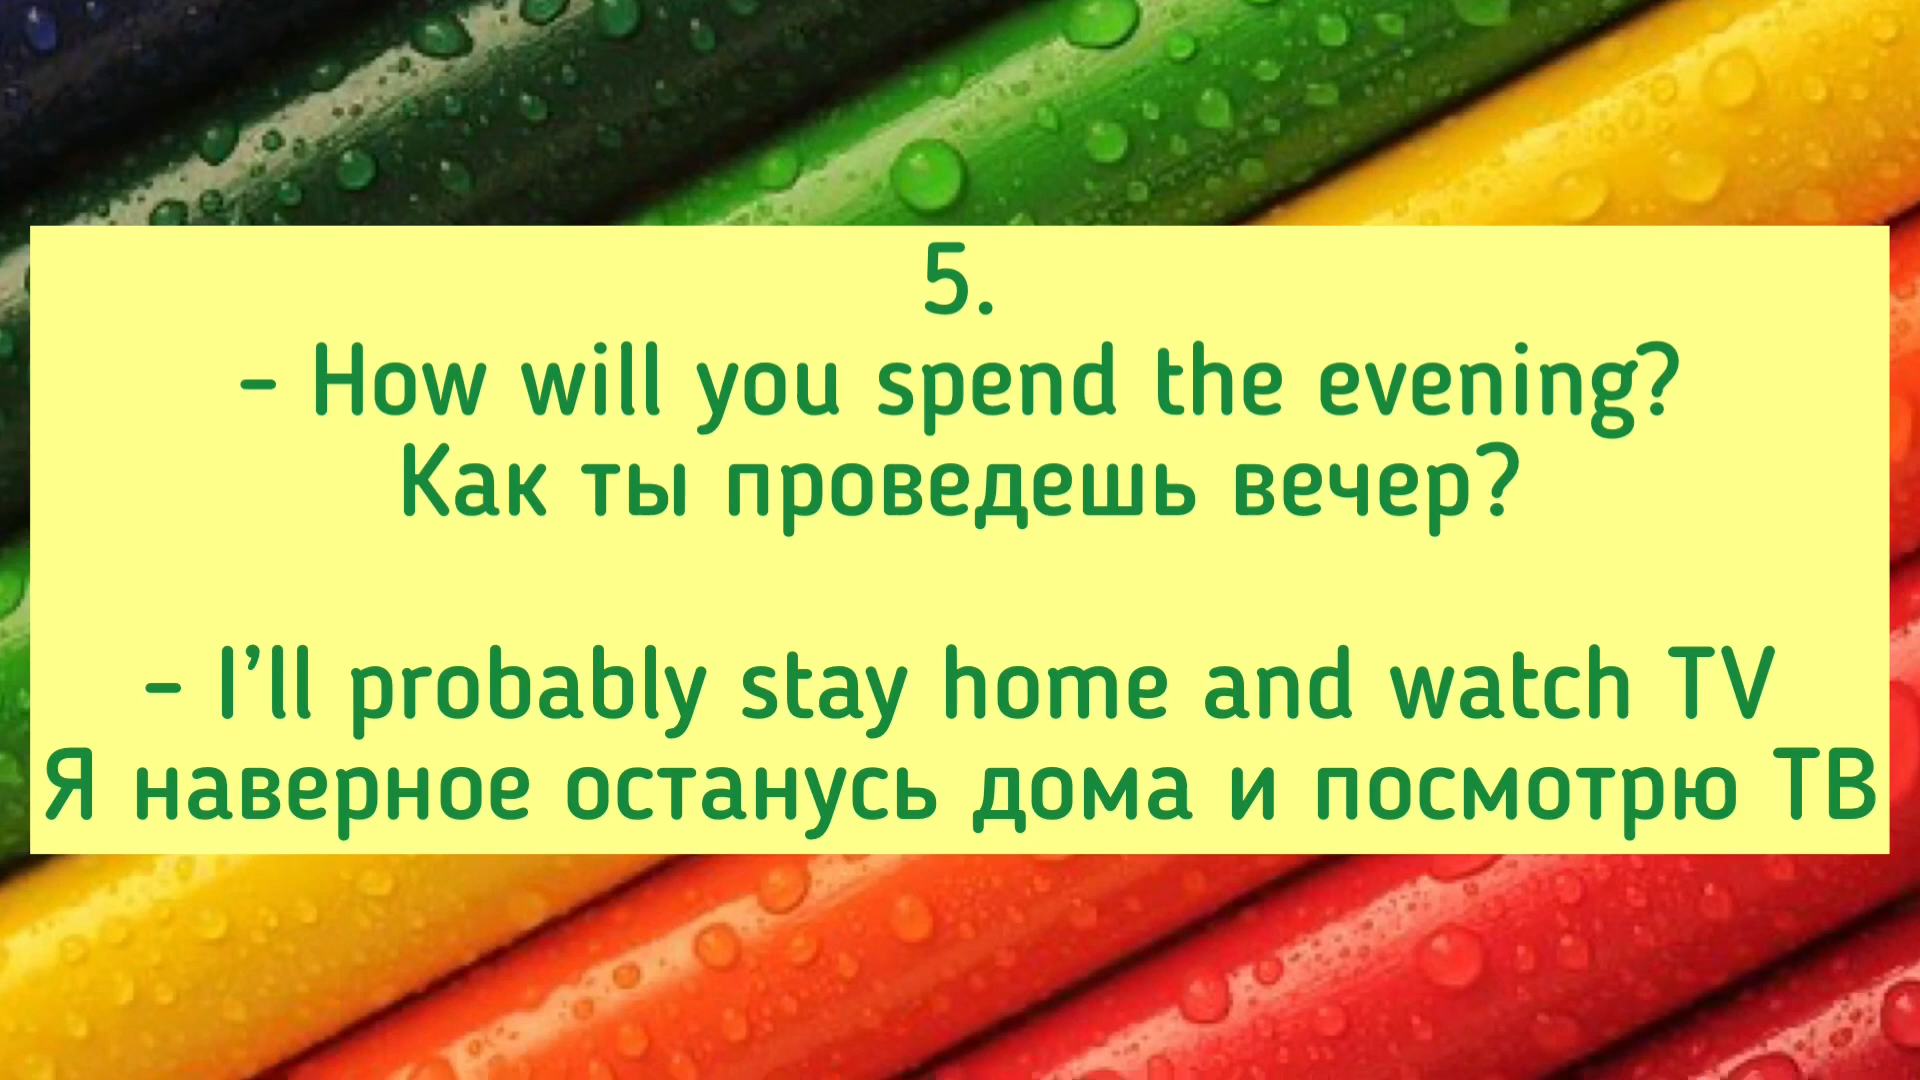 5.
– How will you spend the evening?
Как ты проведешь вечер?
– I’ll probably stay home and watch TV
Я наверное останусь дома и посмотрю ТВ